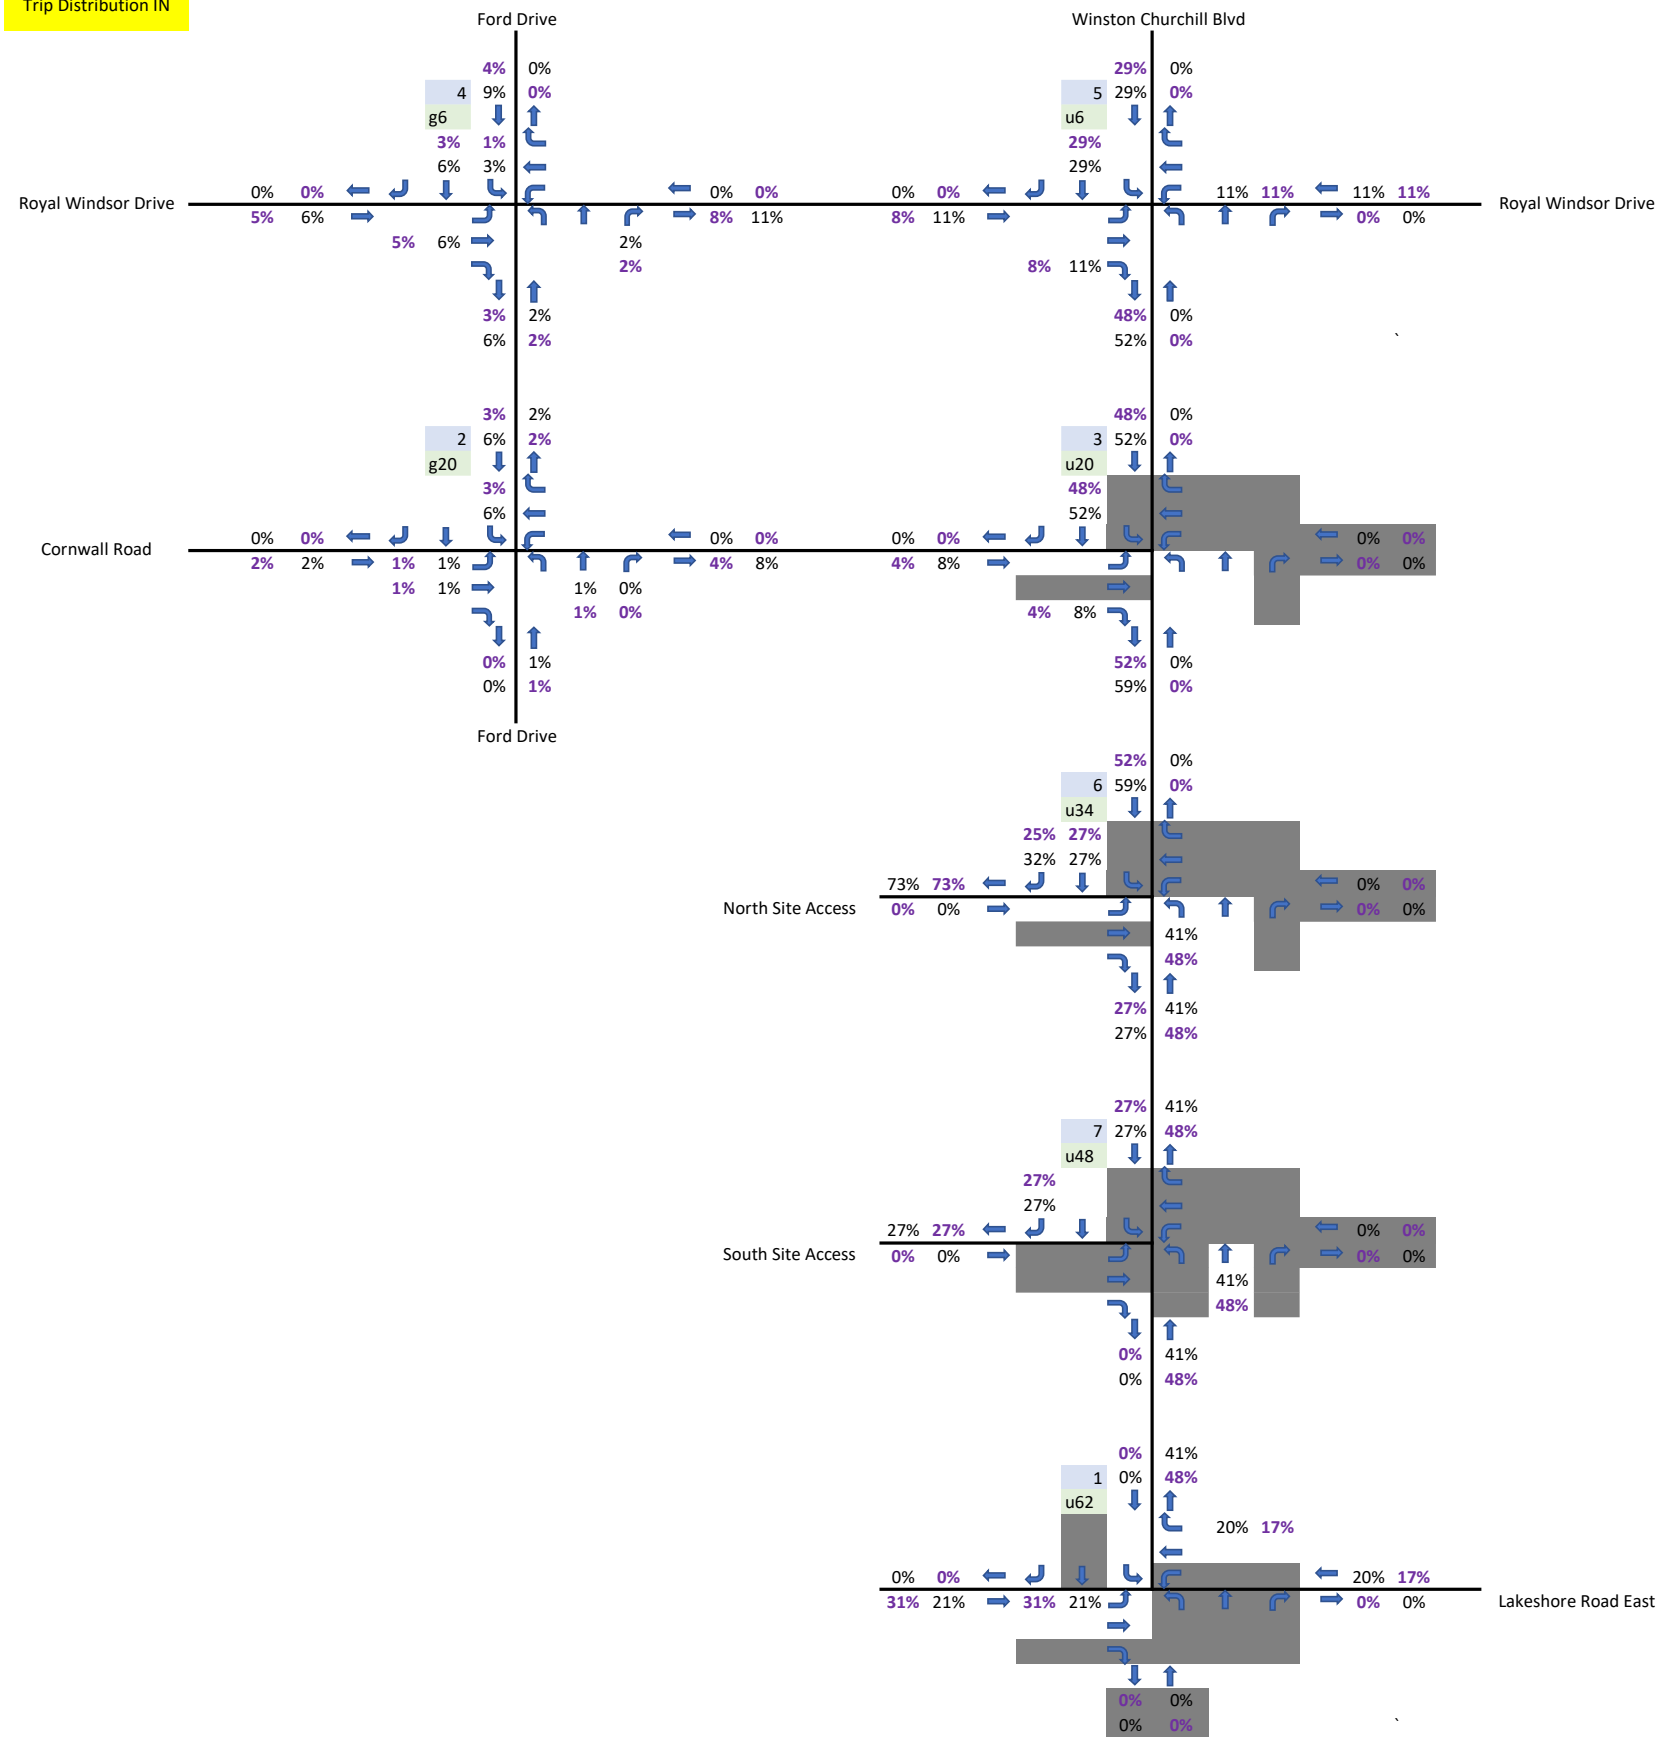 Trip Distribution IN
Ford Drive Winston Churchill Blvd
4% 0% 29% 0%
4 9% 0% 5 29% 0%
g6 u6
3% 1% 29%
6% 3% 29%
0% 0% 0% 0% 0% 0% 11% 11% 11% 11%
Royal Windsor Drive Royal Windsor Drive
5% 6% 8% 11% 8% 11% 0% 0%
5% 6% 2%
2% 8% 11%
3% 2% 48% 0%
6% 2% 52% 0% `
3% 2% 48% 0%
2 6% 2% 3 52% 0%
g20 u20
3% 48%
6% 52%
0% 0% 0% 0% 0% 0% 0% 0%
Cornwall Road
2% 2% 1% 1% 4% 8% 4% 8% 0% 0%
1% 1% 1% 0%
1% 0% 4% 8%
0% 1% 52% 0%
0% 1% 59% 0%
Ford Drive
52% 0%
6 59% 0%
u34
25% 27%
32% 27%
73% 73% 0% 0%
North Site Access 0% 0% 0% 0%
41%
48%
27% 41%
27% 48%
27% 41%
7 27% 48%
u48
27%
27%
27% 27% 0% 0%
South Site Access 0% 0% 0% 0%
41%
48%
0% 41%
0% 48%
0% 41%
1 0% 48%
u62
20% 17%
0% 0% 20% 17%
31% 21% 31% 21% 0% 0% Lakeshore Road East
0% 0%
0% 0% `